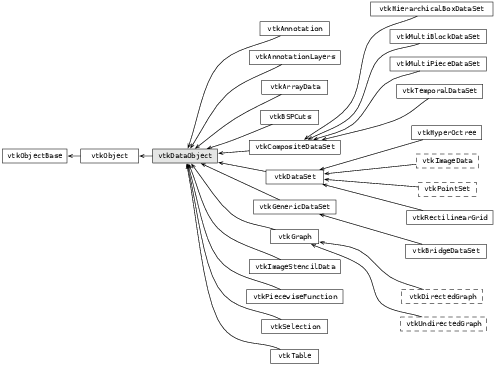 vtkHierarchicalBoxDataSet
vtkAnnotation
vtkMultiBlockDataSet
vtkAnnotationLayers
vtkMultiPieceDataSet
vtkArrayData
vtkTemporalDataSet
vtkBSPCuts
vtkHyperOctree
vtkCompositeDataSet
vtkObjectBase
vtkObject
vtkDataObject
vtkImageData
vtkDataSet
vtkPointSet
vtkGenericDataSet
vtkRectilinearGrid
vtkGraph
vtkBridgeDataSet
vtkImageStencilData
vtkPiecewiseFunction
vtkDirectedGraph
vtkSelection
vtkUndirectedGraph
vtkTable